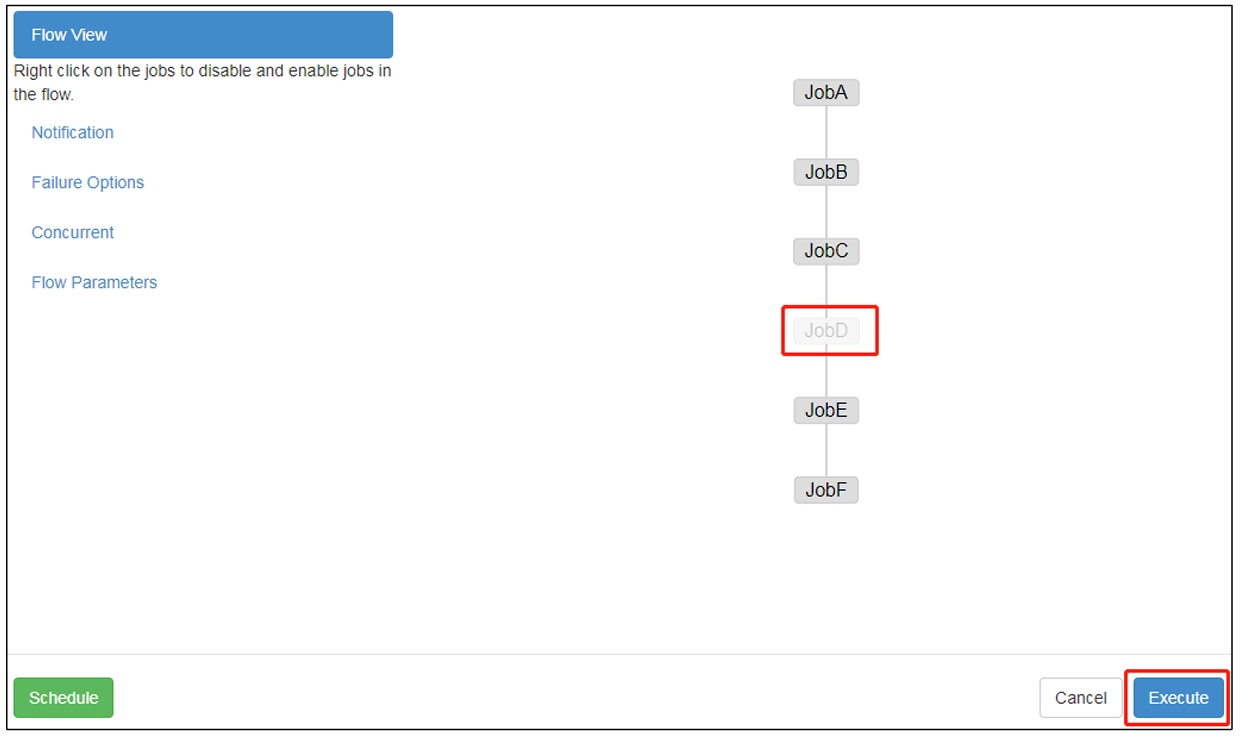 Flow View
Right click on the jobs to disable and enable jobs in
the flow.
Notification
Failure Options
Concurrent
Flow Parameters
JobA
JobB
JobC
JobD
JobE
JobF
Schedule
Cancel
Execute